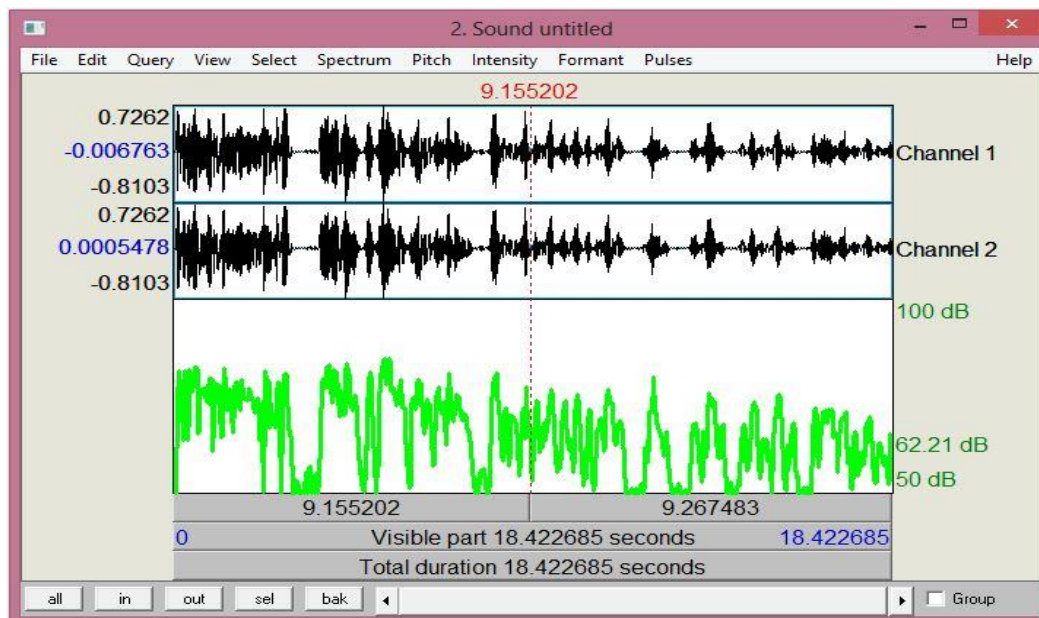 2. Sound untitled
File Edit Query View Select Spectrum Pitch Intensity Formant Pulses Help
9.155202
0.7262
-0.006763
-0.8103
Channel 1
0.7262
0.0005478
-0.8103
Channel 2
100 dB
62.21 dB
50 dB
9.155202 9.267483
0 Visible part 18.422685 seconds 18.422685
Total duration 18.422685 seconds
all in out sel bak Group